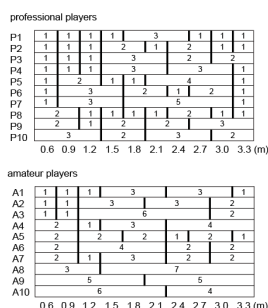 professional players
P1 1 1 1 1 3 1 1 1
P2 1 1 1 2 1 2 1 1
P3 1 1 1 3 2 2
P4 1 1 1 3 3 1
P5 1 2 1 1 4 1
P6 1 3 2 1 2 1
P7 1 3 5 1
P8 2 1 1 1 1 2 1 1
P9 2 1 2 2 3
P10 3 2 3 2
0.6 0.9 1.2 1.5 1.8 2.1 2.4 2.7 3.0 3.3 (m)
amateur players
A1 1 1 1 3 3 1
A2 1 1 3 3 2
A3 1 1 6 2
A4 2 1 3 4
A5 2 2 2 1 2 1
A6 2 4 2 2
A7 2 1 3 2 2
A8 3 7
A9 5 5
A10 6 4
0.6 0.9 1.2 1.5 1.8 2.1 2.4 2.7 3.0 3.3 (m)